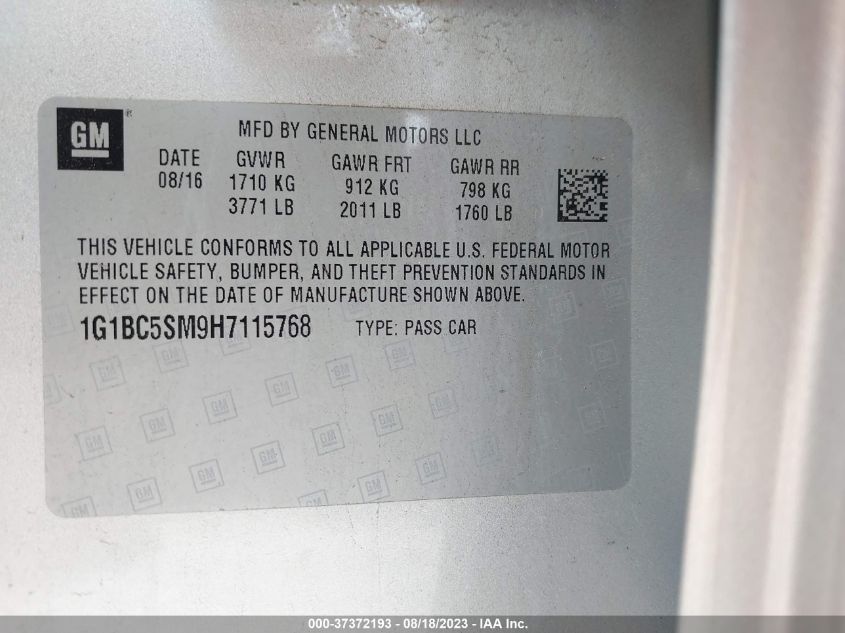 GM ®
MFD BY GENERAL MOTORS LLC
DATE GVWR GAWR FRT GAWR RR
08/16 1710 KG 912 KG 798 KG
3771 LB 2011 LB 1760 LB
THIS VEHICLE CONFORMS TO ALL APPLICABLE U.S. FEDERAL MOTOR
VEHICLE SAFETY, BUMPER, AND THEFT PREVENTION STANDARDS IN
EFFECT ON THE DATE OF MANUFACTURE SHOWN ABOVE.
1G1BC5SM9H7115768 TYPE: PASS CAR
000-37372193 - 08/18/2023 - IAA Inc.